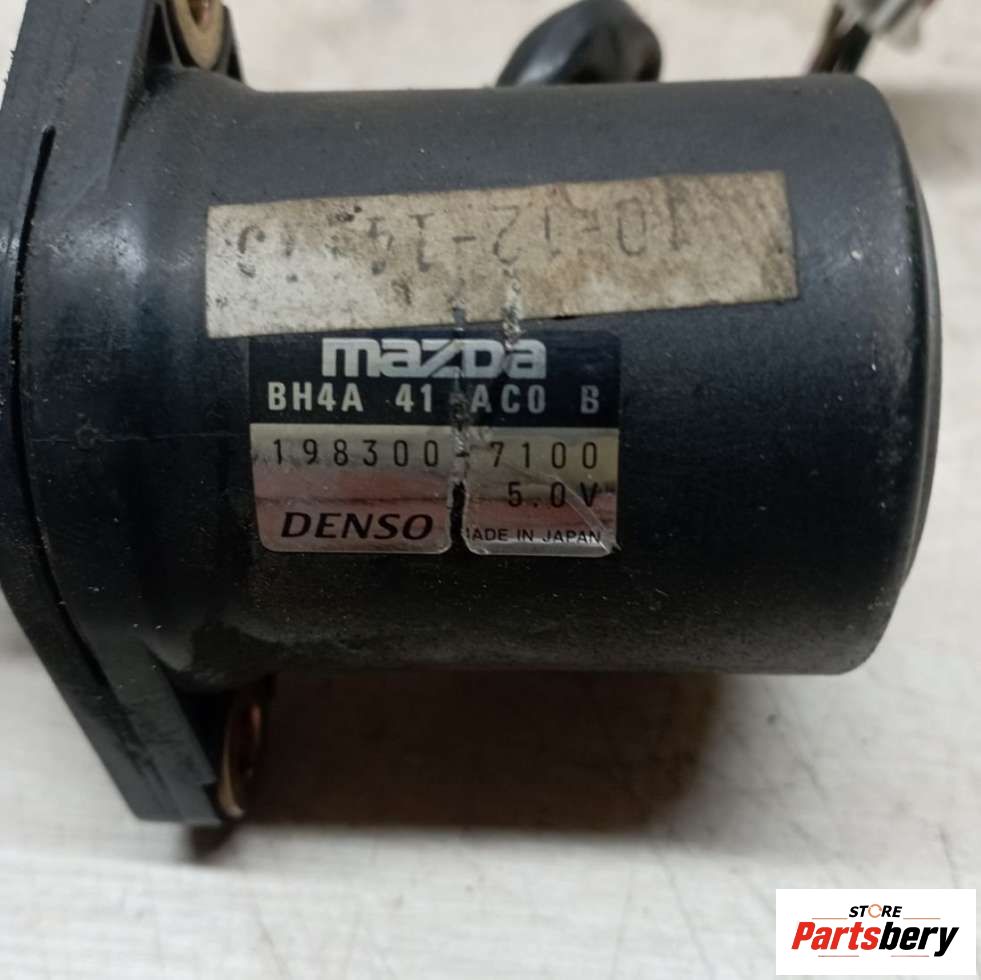 mazda
BH4A 41 AC0 B
198300-7100
5.0V
DENSO
MADE IN JAPAN
STORE
Partsbery